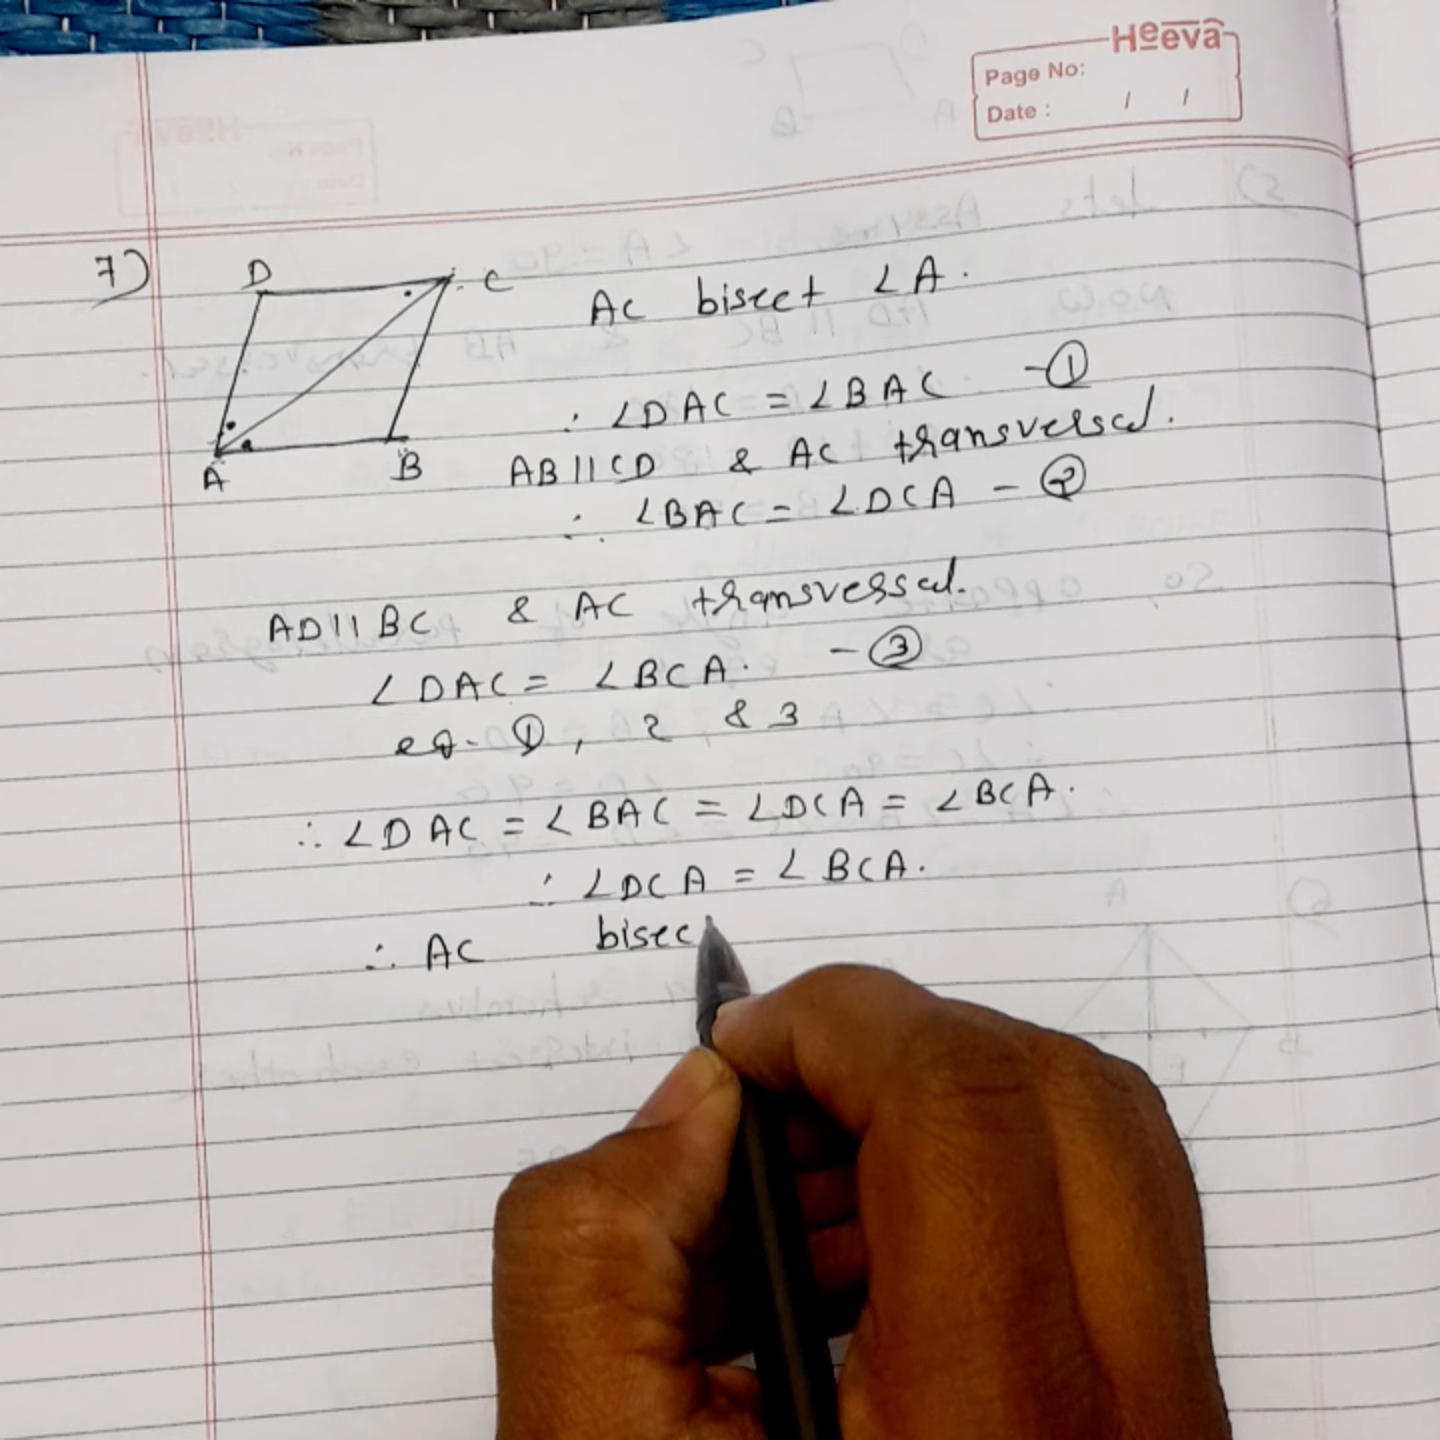 Heeva
Page No:
Date : / /
7)
D C
A B
AC bisect ∠A.
∴ ∠DAC = ∠BAC - ①
AB || CD & AC transversal.
∴ ∠BAC = ∠DCA - ②
AD || BC & AC transversal.
∠DAC = ∠BCA. - ③
eq. ①, 2, & 3
∴ ∠DAC = ∠BAC = ∠DCA = ∠BCA.
∴ ∠DCA = ∠BCA.
∴ AC bisec